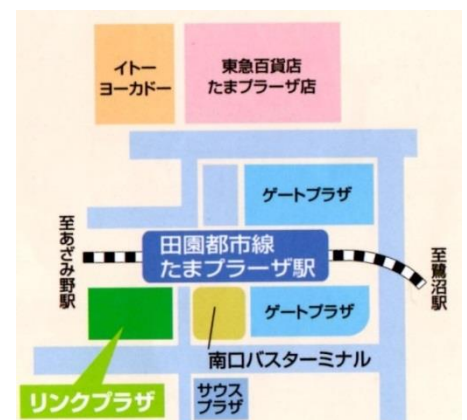 イトー
ヨーカドー
東急百貨店
たまプラーザ店
ゲートプラザ
至あざみ野駅
田園都市線
たまプラーザ駅
至鷺沼駅
ゲートプラザ
南口バスターミナル
リンクプラザ
サウス
プラザ